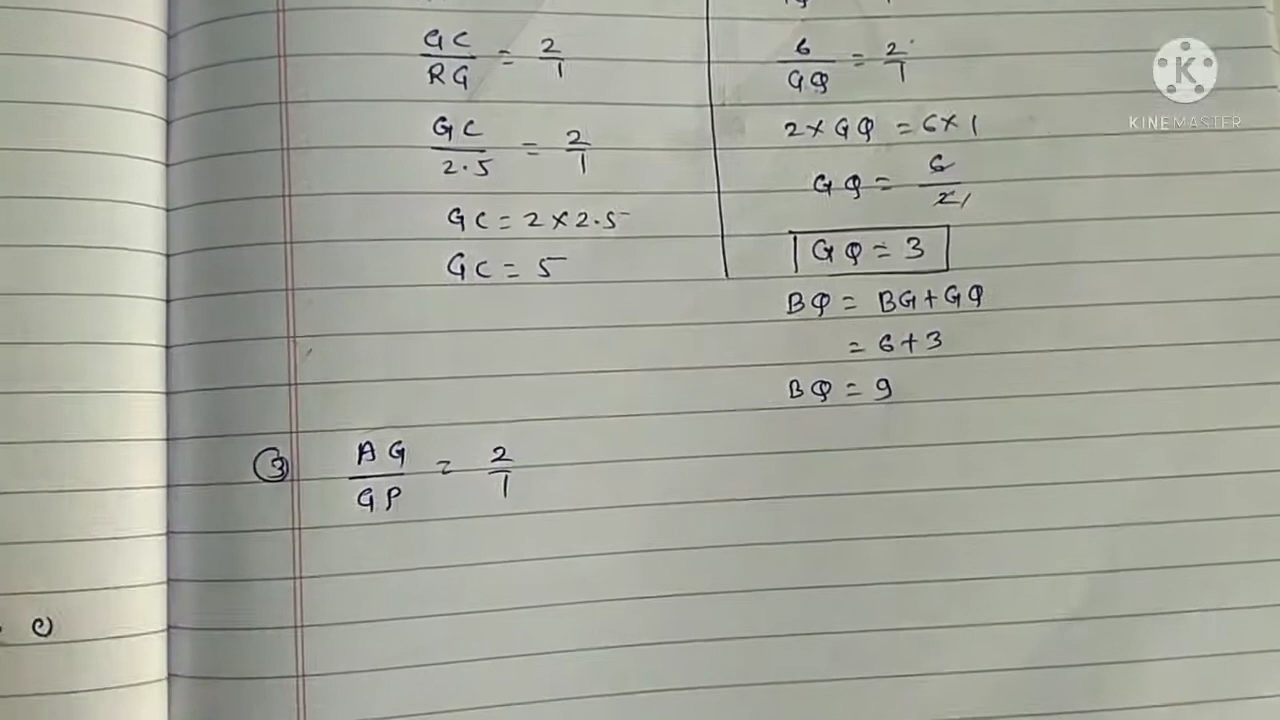 GC/RG = 2/1
GC/2.5 = 2/1
GC = 2 × 2.5
GC = 5
6/GQ = 2/1
2 × GQ = 6 × 1
GQ = 6/2 1
GQ = 3
BQ = BG + GQ
= 6 + 3
BQ = 9
③ AG/GP = 2/1
K
KINEMASTER